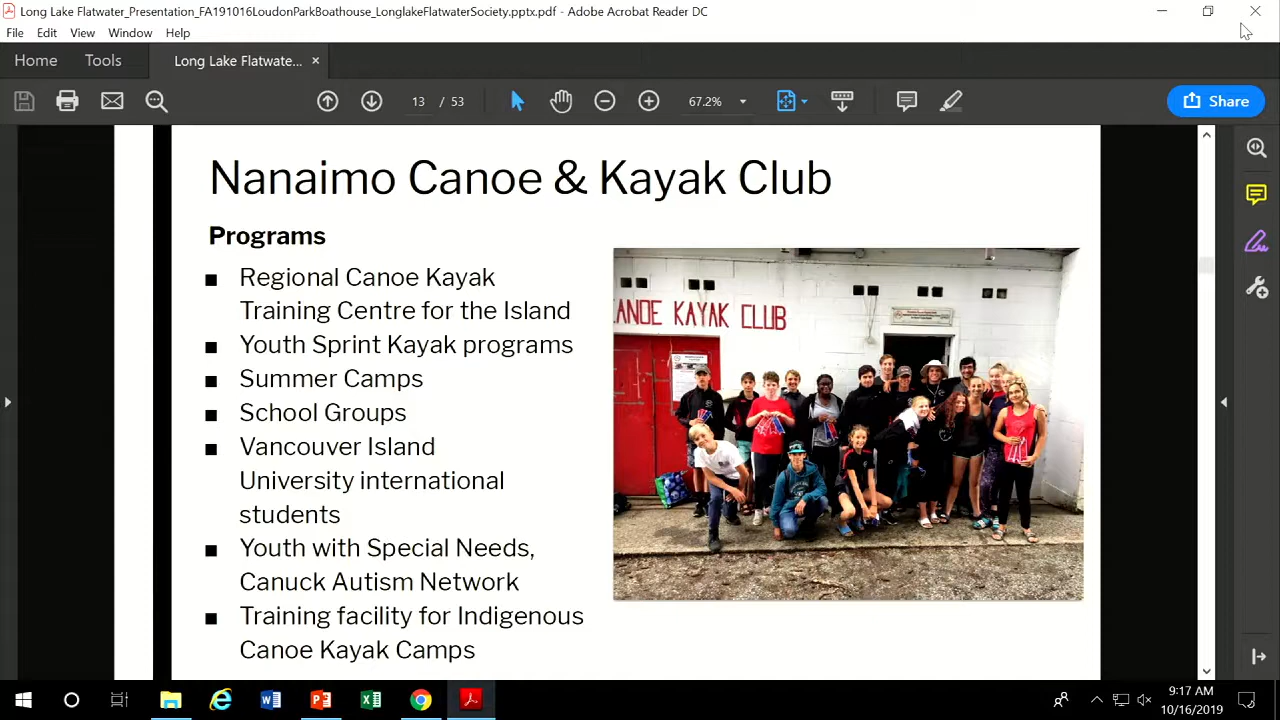 Long Lake Flatwater_Presentation_FA191016LoudonParkBoathouse_LonglakeFlatwaterSociety.pptx.pdf - Adobe Acrobat Reader DC
File Edit View Window Help
Home Tools Long Lake Flatwate... ×
13 / 53 67.2% Share
Nanaimo Canoe & Kayak Club
Programs
■ Regional Canoe Kayak
Training Centre for the Island
■ Youth Sprint Kayak programs
■ Summer Camps
■ School Groups
■ Vancouver Island
University international
students
■ Youth with Special Needs,
Canuck Autism Network
■ Training facility for Indigenous
Canoe Kayak Camps
ANOE KAYAK CLUB
9:17 AM
10/16/2019